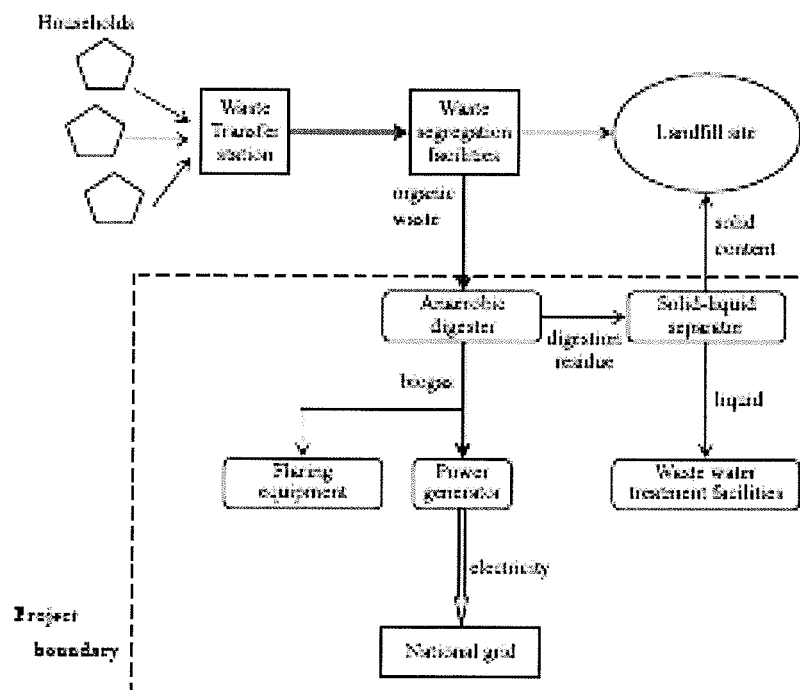 Households
Waste
Transfer
station
Waste
segregation
facilities
Landfill site
organic
waste
solid
content
Anaerobic
digester
Solid-liquid
separator
digestion
residue
biogas
liquid
Flaring
equipment
Power
generator
Waste water
treatment facilities
electricity
Project
boundary
National grid